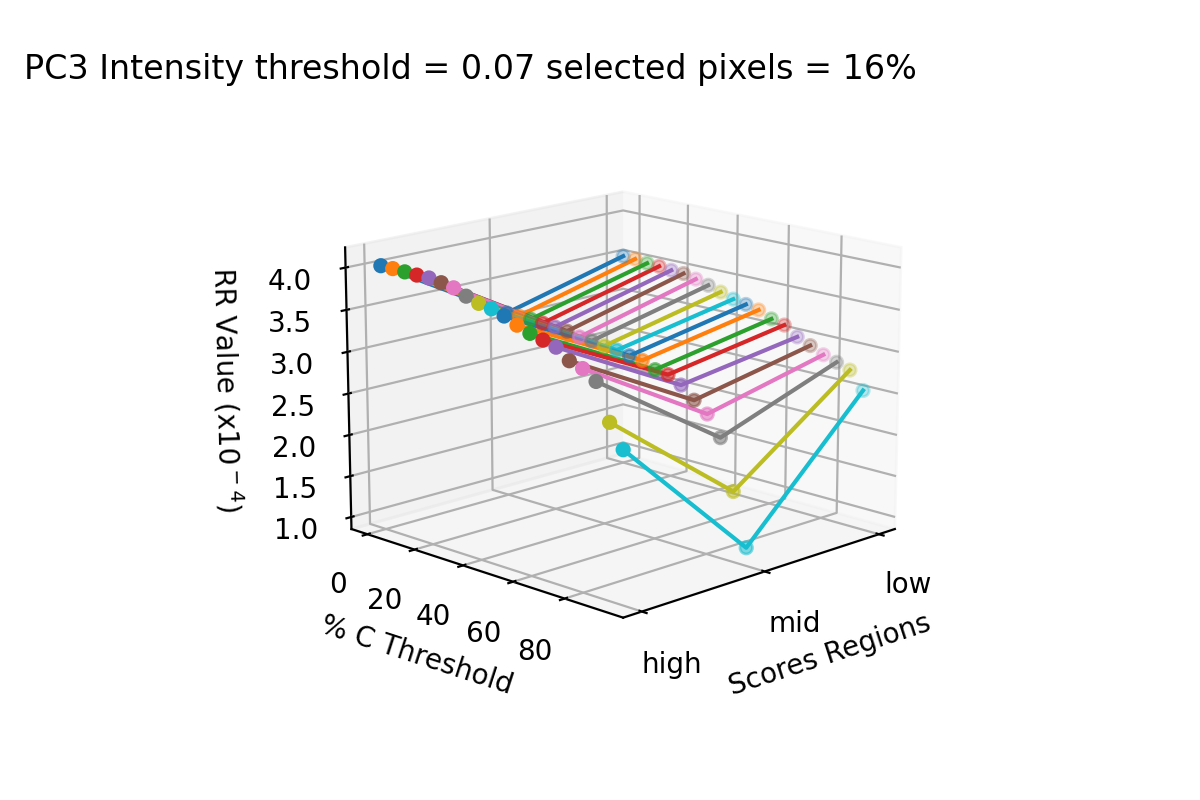 PC3 Intensity threshold = 0.07 selected pixels = 16%
RR Value (x10⁻⁴)
4.0
3.5
3.0
2.5
2.0
1.5
1.0
0
20
40
60
80
% C Threshold
high
mid
low
Scores Regions